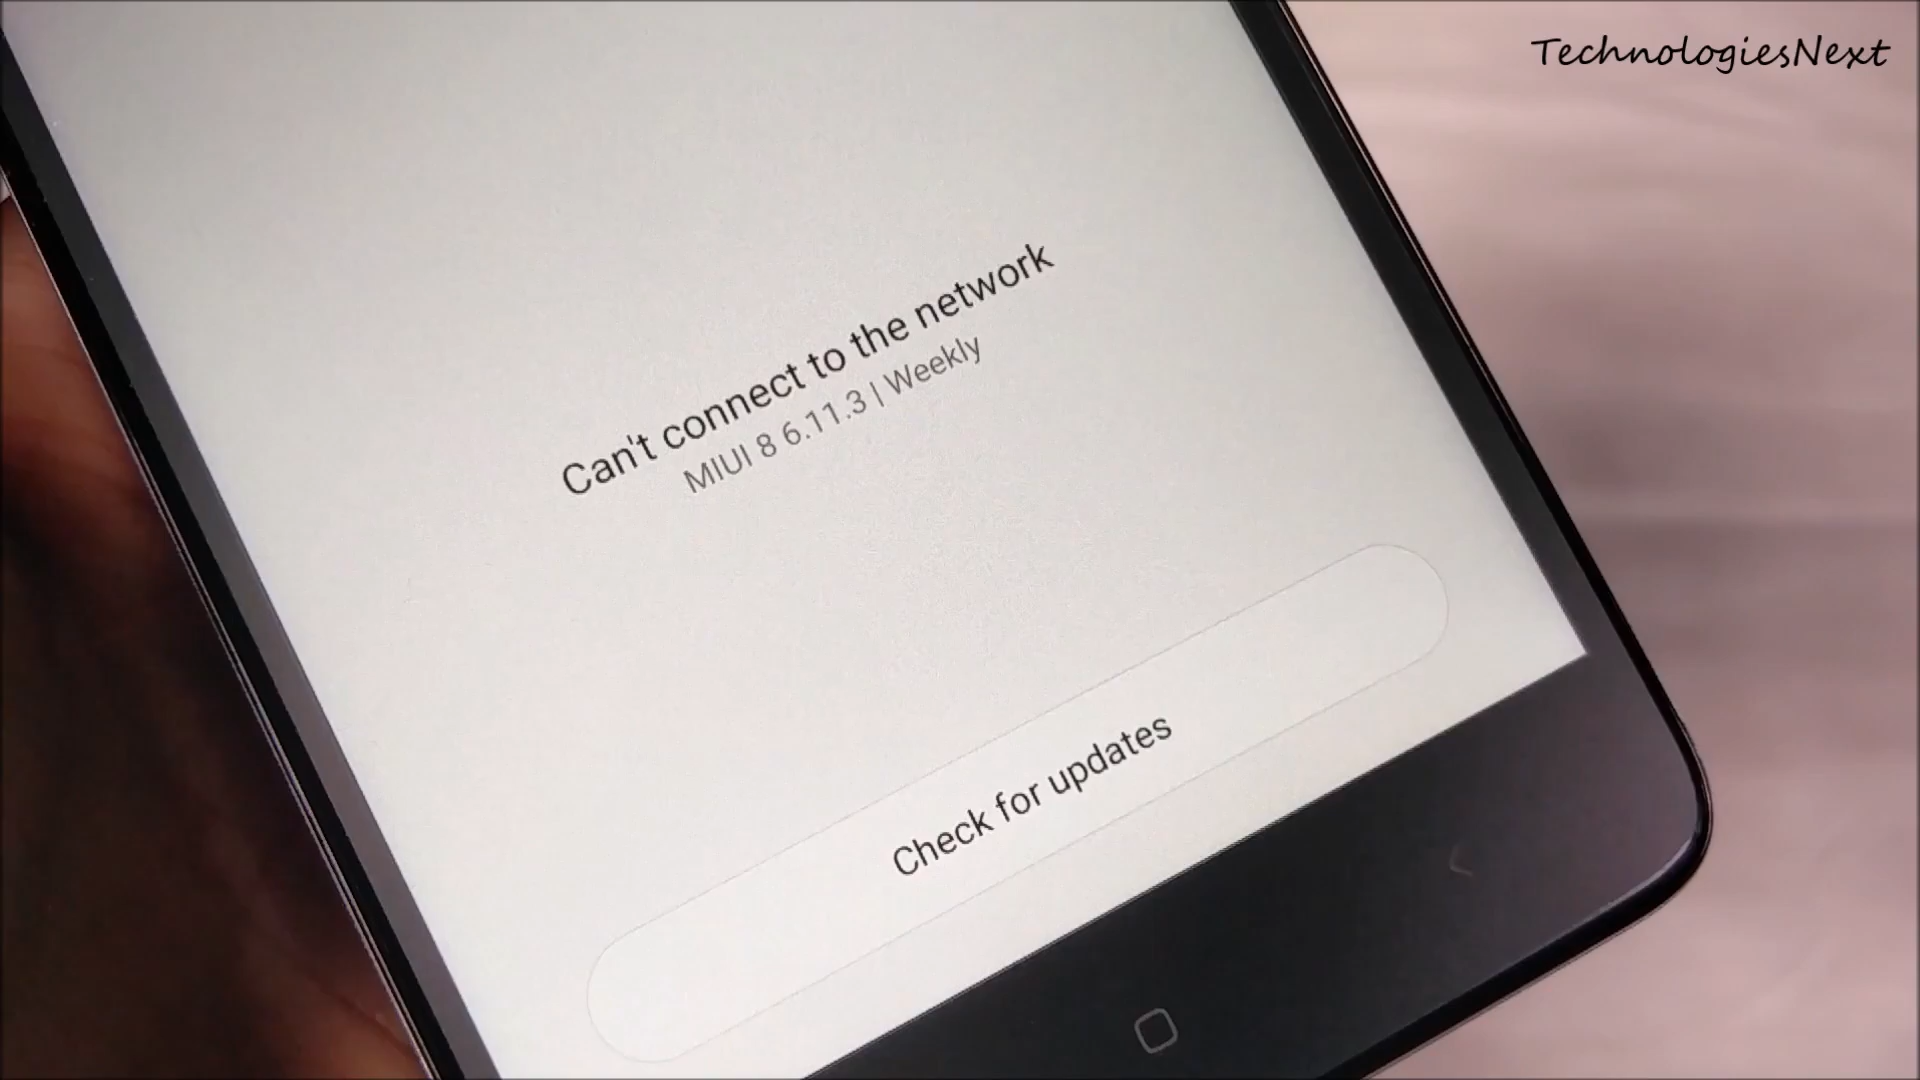 TechnologiesNext
Can't connect to the network
MIUI 8 6.11.3 | Weekly
Check for updates